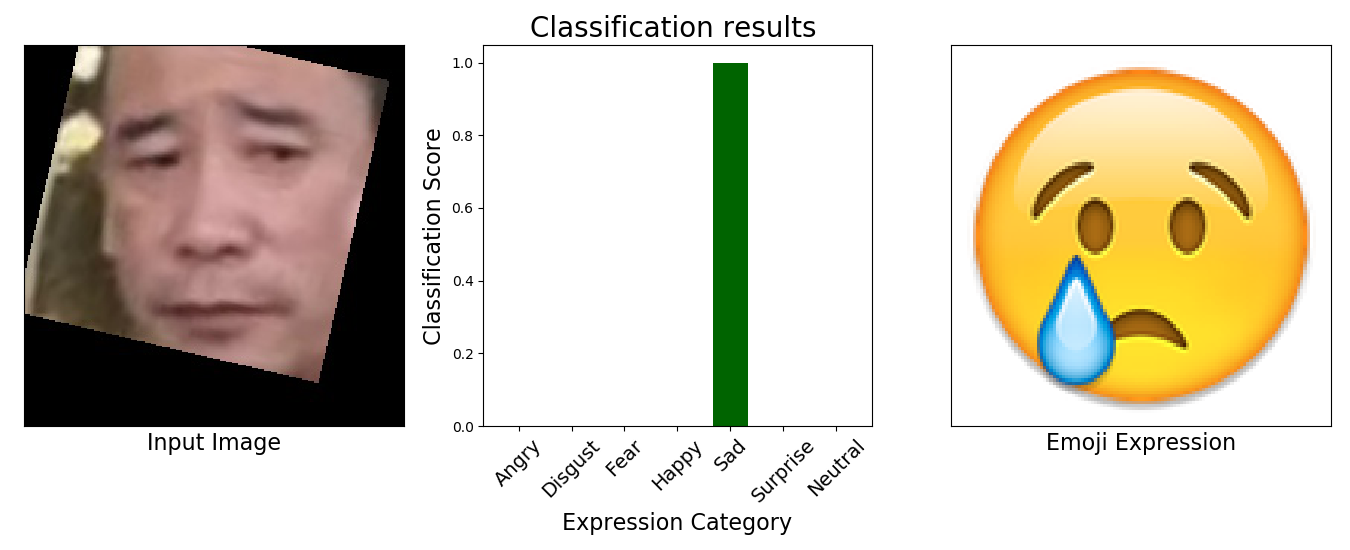 Classification results
Classification Score
1.0
0.8
0.6
0.4
0.2
0.0
Angry
Disgust
Fear
Happy
Sad
Surprise
Neutral
Expression Category
Input Image
Emoji Expression